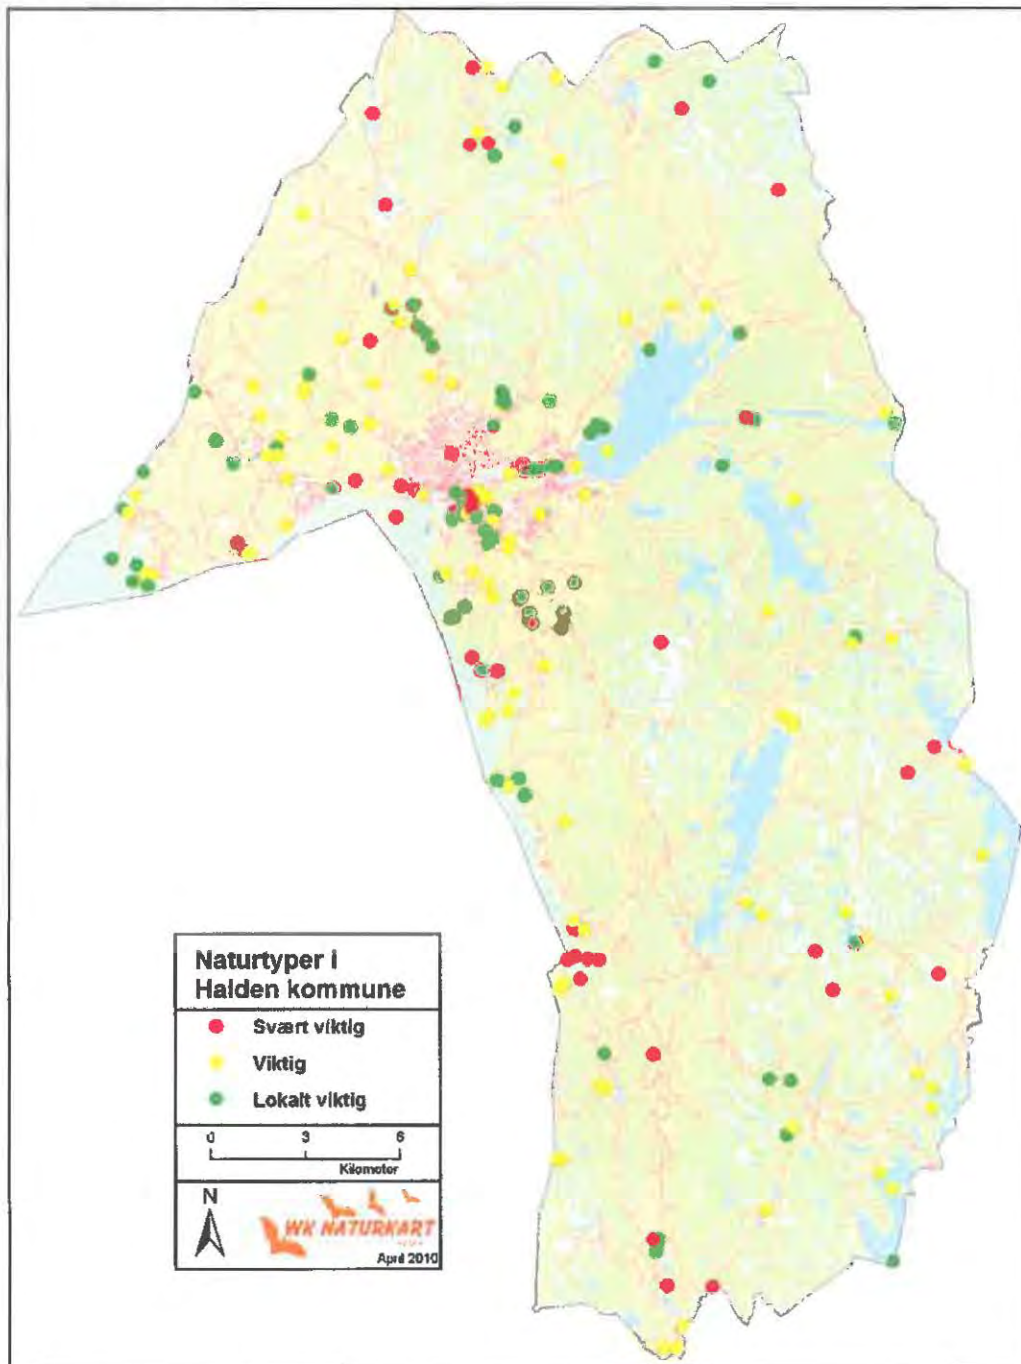 Naturtyper i
Halden kommune
Svært viktig
Viktig
Lokalt viktig
0 3 6
Kilometer
N
WK NATURKART
April 2010